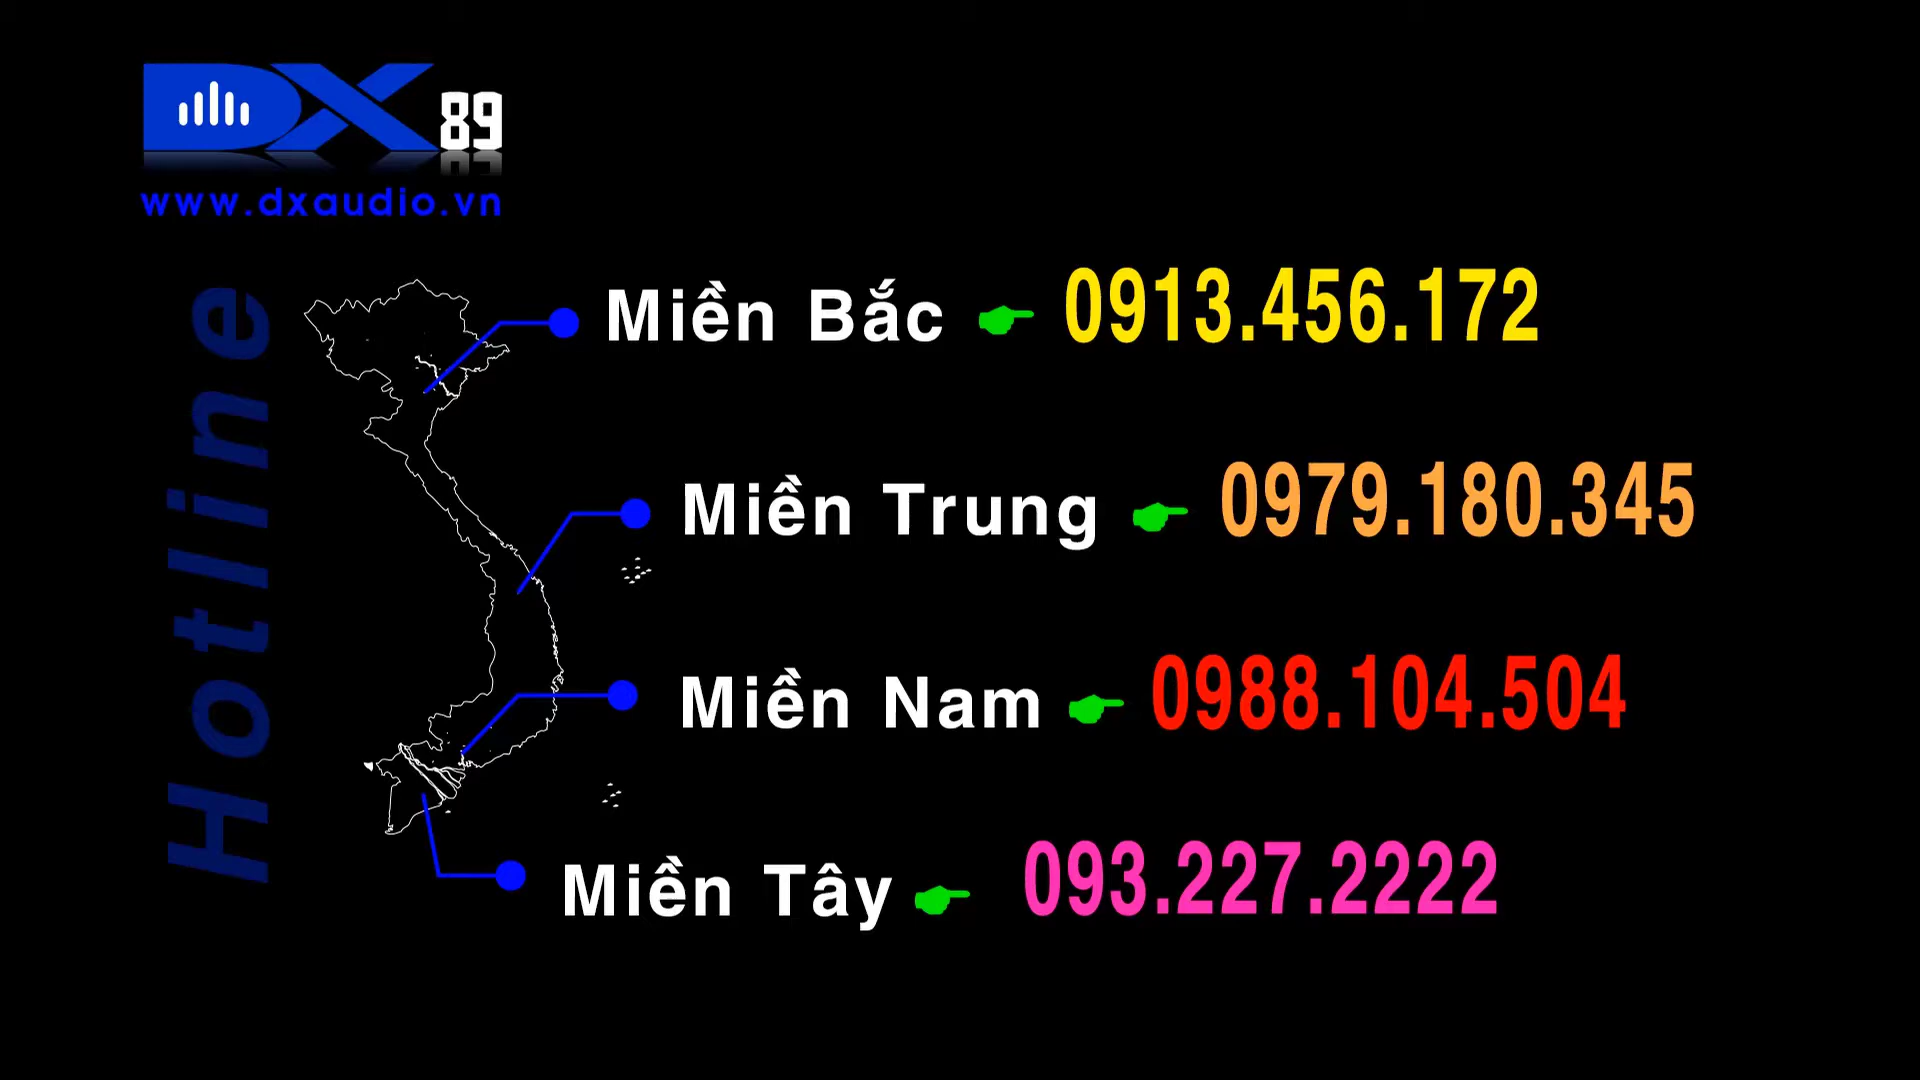 DX 89
www.dxaudio.vn
Hotline
Miền Bắc 0913.456.172
Miền Trung 0979.180.345
Miền Nam 0988.104.504
Miền Tây 093.227.2222